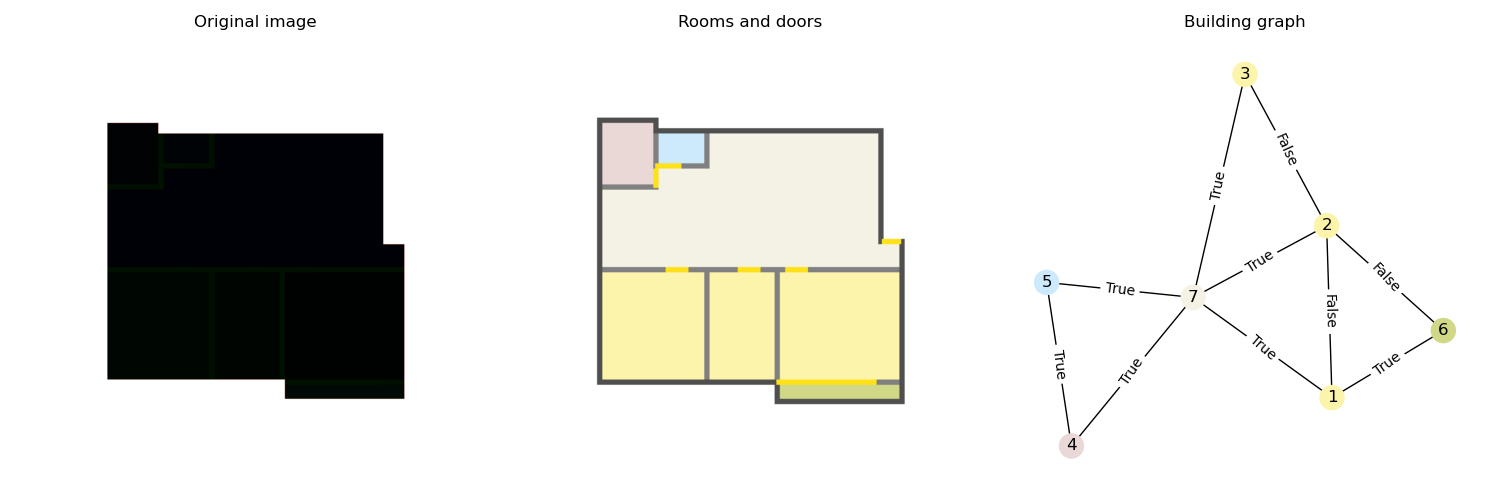 Original image
Rooms and doors
Building graph
3
False
True
2
True
False
5
True
7
False
6
True
True
True
True
1
4